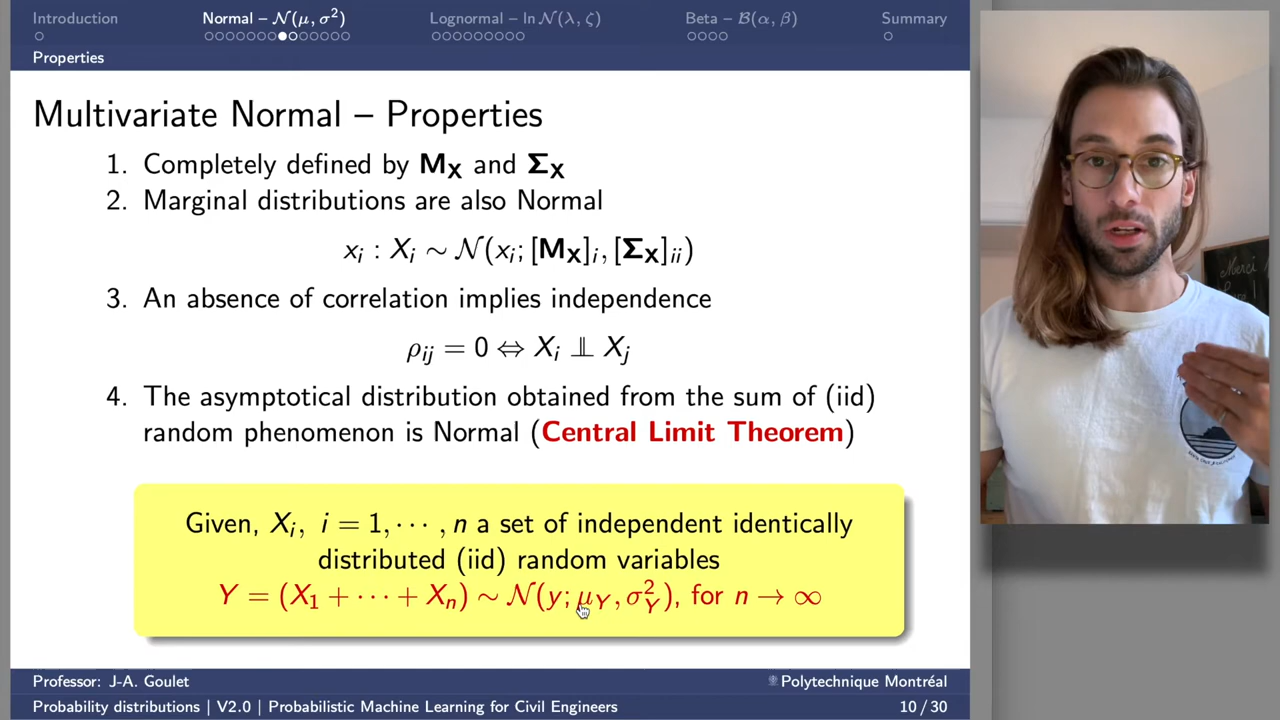 Introduction
Normal – 𝒩(μ, σ²)
Lognormal – ln 𝒩(λ, ζ)
Beta – ℬ(α, β)
Summary
Properties
Multivariate Normal – Properties
1. Completely defined by M_X and Σ_X
2. Marginal distributions are also Normal
x_i : X_i ∼ 𝒩(x_i; [M_X]_i, [Σ_X]_ii)
3. An absence of correlation implies independence
ρ_ij = 0 ⇔ X_i ⫫ X_j
4. The asymptotical distribution obtained from the sum of (iid)
random phenomenon is Normal (Central Limit Theorem)
Given, X_i, i = 1, ⋯ , n a set of independent identically
distributed (iid) random variables
Y = (X_1 + ⋯ + X_n) ∼ 𝒩(y; μ_Y, σ²_Y), for n → ∞
Merci
Professor: J-A. Goulet
Polytechnique Montréal
Probability distributions | V2.0 | Probabilistic Machine Learning for Civil Engineers
10 / 30